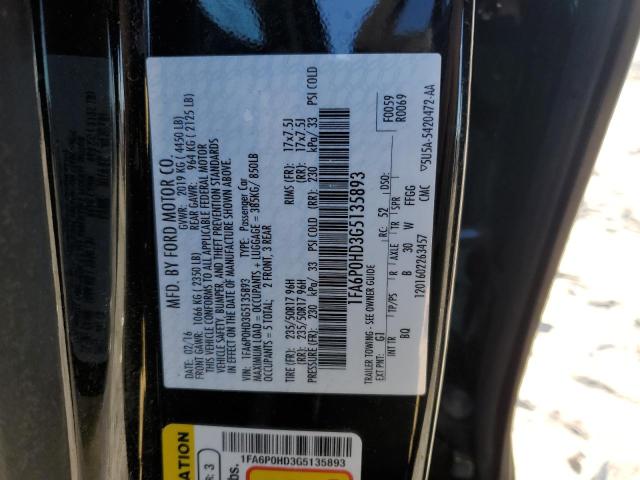 MFD. BY FORD MOTOR CO.
DATE: 02/16 GVWR: 2019 KG ( 4450 LB)
FRONT GAWR: 1066 KG ( 2350 LB) REAR GAWR: 964 KG ( 2125 LB)
THIS VEHICLE CONFORMS TO ALL APPLICABLE FEDERAL MOTOR
VEHICLE SAFETY, BUMPER, AND THEFT PREVENTION STANDARDS
IN EFFECT ON THE DATE OF MANUFACTURE SHOWN ABOVE.
VIN: 1FA6P0HD3G5135893 TYPE: Passenger Car
MAXIMUM LOAD = OCCUPANTS + LUGGAGE = 385KG/ 850LB
OCCUPANTS = 5 TOTAL: 2 FRONT, 3 REAR
TIRE (FR): 235/50R17 96H RIMS (FR): 17x7.5J
(RR): 235/50R17 96H (RR): 17x7.5J
(FR): 230 kPa/ 33 PSI COLD (RR): 230 kPa/ 33 PSI COLD
1FA6P0HD3G5135893
TRAILER TOWING - SEE OWNER GUIDE
F0059
R0069
EXT PNT: G1 RC: 52 DSO:
INT TR TP/PS R AXLE TR SPR
BQ B 30 W FFGG
1201602263457 CMC
▽5U5A-5420472-AA
1FA6P0HD3G5135893